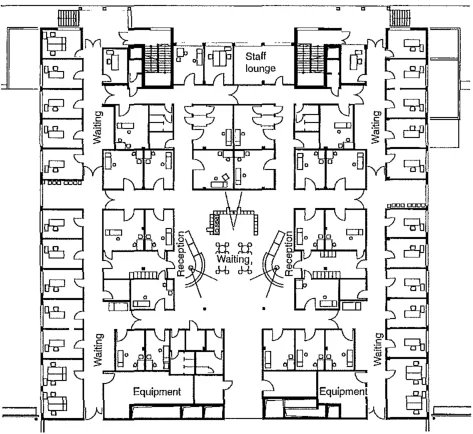 Staff
lounge
Waiting
Waiting
Reception
Waiting,
Reception
Waiting
Waiting
Equipment
Equipment